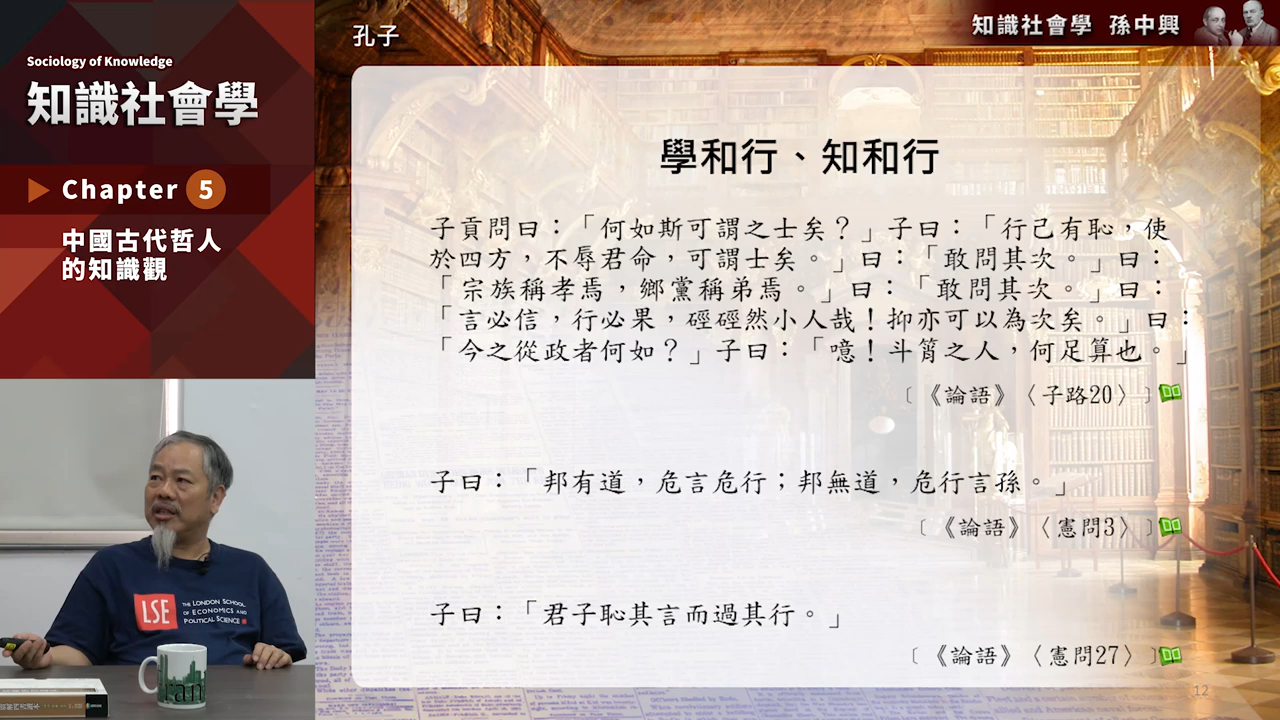 Sociology of Knowledge
知識社會學
Chapter 5
中國古代哲人
的知識觀
孔子
知識社會學 孫中興
學和行、知和行
子貢問曰：「何如斯可謂之士矣？」子曰：「行己有恥，使
於四方，不辱君命，可謂士矣。」曰：「敢問其次。」曰：
「宗族稱孝焉，鄉黨稱弟焉。」曰：「敢問其次。」曰：
「言必信，行必果，硜硜然小人哉！抑亦可以為次矣。」曰：
「今之從政者何如？」子曰：「噫！斗筲之人，何足算也。」
〔《論語》〈子路20〉〕
子曰：「邦有道，危言危行；邦無道，危行言孫　」
〔《論語》〈憲問3〉〕
子曰：「君子恥其言而過其行。」
〔《論語》〈憲問27〉〕
12
LSE
THE LONDON SCHOOL
OF ECONOMICS AND
POLITICAL SCIENCE